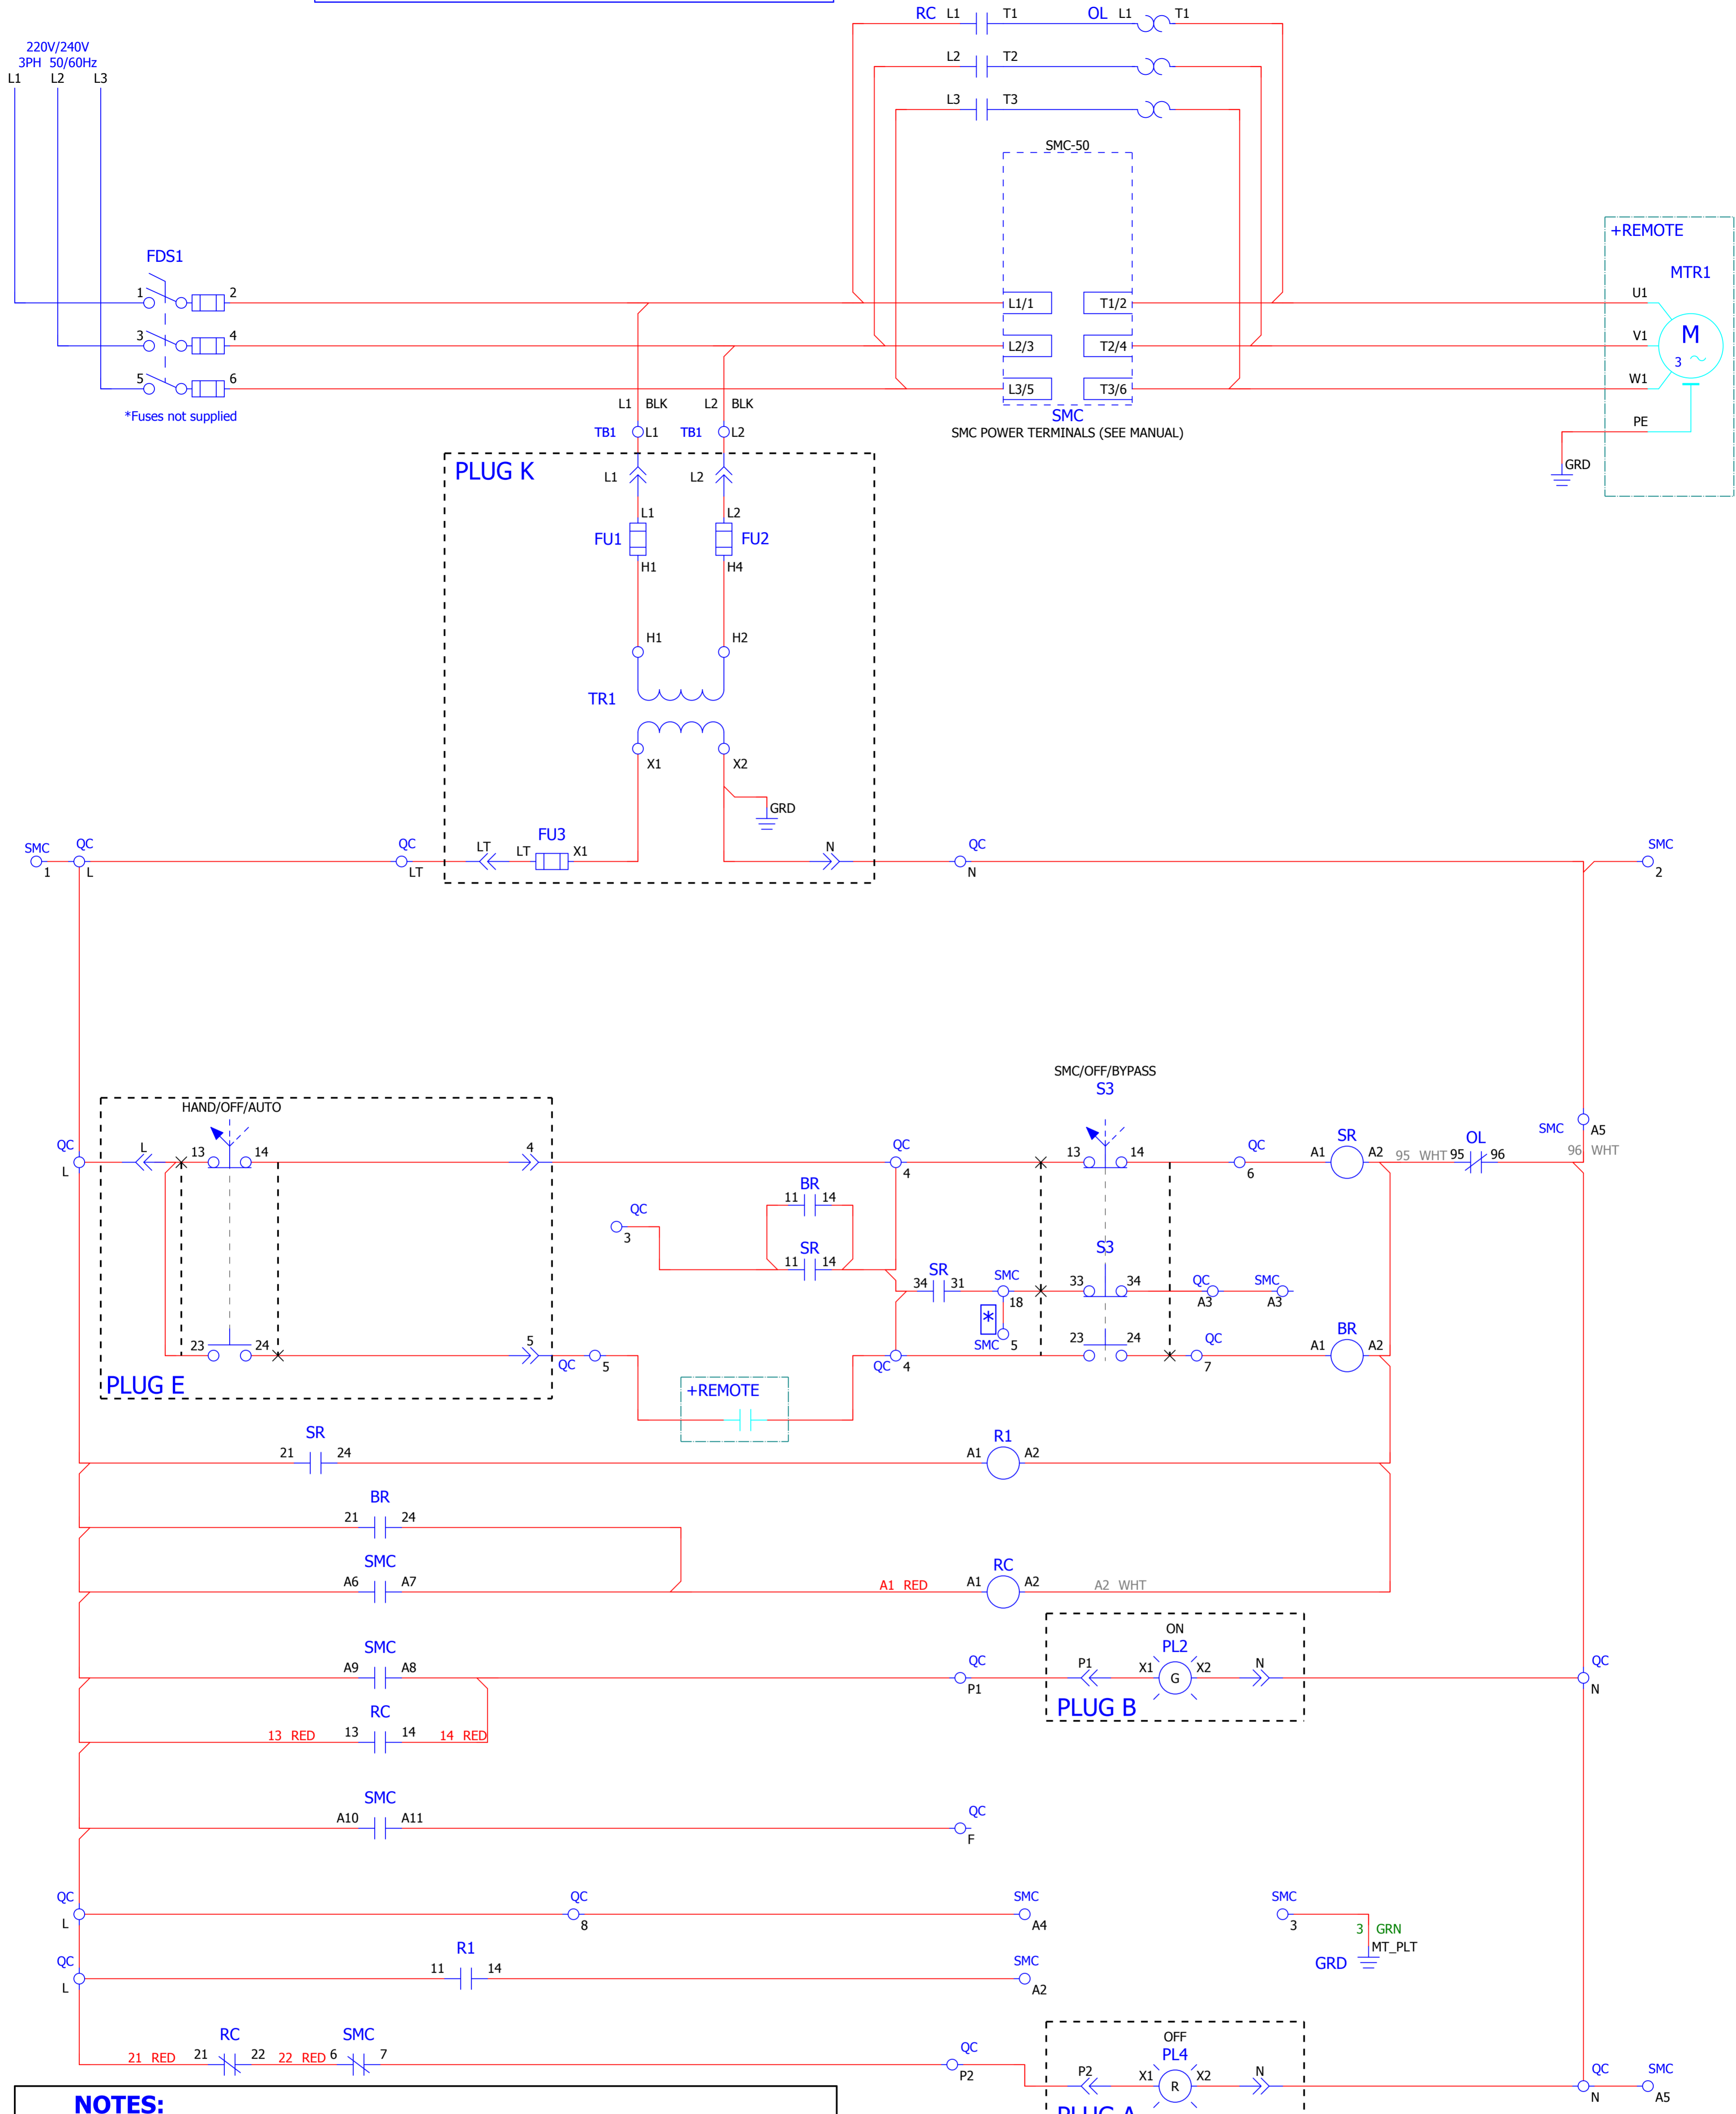 RC L1 T1 OL L1 T1
220V/240V
3PH 50/60Hz
L1 L2 L3
L2 T2
L3 T3
SMC-50
+REMOTE
MTR1
FDS1
1 2 L1/1 T1/2 U1
3 4 L2/3 T2/4 V1
M
3
5 6 L3/5 T3/6 W1
*Fuses not supplied
L1 BLK L2 BLK
SMC
PE
TB1 L1 TB1 L2
SMC POWER TERMINALS (SEE MANUAL)
GRD
PLUG K
L1 L2
L1 L2
FU1 FU2
H1 H4
H1 H2
TR1
X1 X2
GRD
SMC QC QC LT LT FU3 X1 N QC SMC
1 L LT N 2
SMC/OFF/BYPASS
S3
HAND/OFF/AUTO
QC L 13 14 4 QC 13 14 QC SR A1 A2 95 WHT 95 OL 96 SMC A5
96 WHT
L 4 6
BR
11 14
QC
3
SR
11 14
S3
SR
34 31 SMC 33 34 QC SMC
18 A3 A3
*
SMC 5
23 24 5 QC 5 QC 4 23 24 QC 7 BR A1 A2
PLUG E
+REMOTE
SR
21 24
R1
A1 A2
BR
21 24
SMC
A6 A7
A1 RED
RC
A1 A2
A2 WHT
ON
SMC
A9 A8
QC
P1
P1 PL2 X1 G X2 N
QC
N
PLUG B
RC
13 RED 13 14 14 RED
SMC
A10 A11
QC
F
QC QC SMC SMC
L 8 A4 3
3 GRN
MT_PLT
GRD
QC R1 SMC
L 11 14 A2
RC SMC
21 RED 21 22 22 RED 6 7
QC
P2
OFF
PL4
P2 X1 R X2 N
QC SMC
N A5
PLUG A
NOTES: